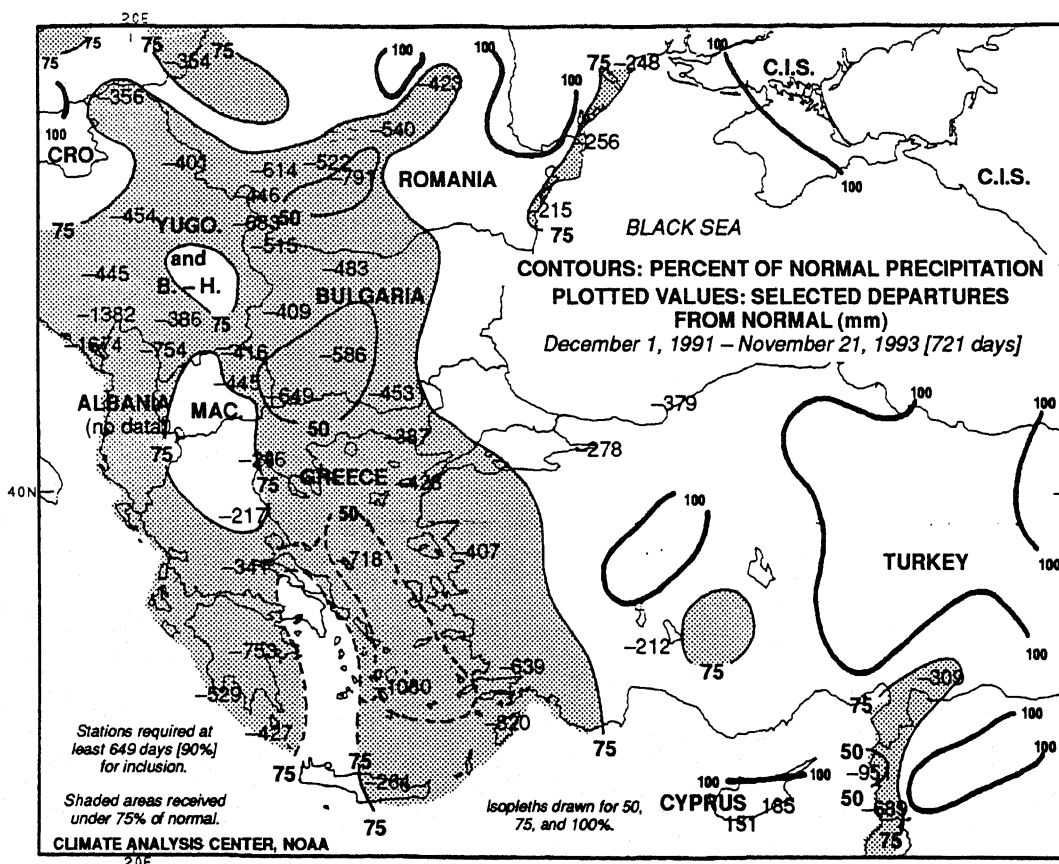 20E
75 75 75 75 -354
100 100 100 75 -248
C.I.S.
-356 -423
100 -540 -256
CRO
-401 -614 -522 -791
ROMANIA
100
C.I.S.
-446
-454 YUGO. 50 -215
75 -515 75
BLACK SEA
and
B.-H.
-445 -483
BULGARIA
CONTOURS: PERCENT OF NORMAL PRECIPITATION
PLOTTED VALUES: SELECTED DEPARTURES
FROM NORMAL (mm)
December 1, 1991 – November 21, 1993 [721 days]
-1382 -386 75 -409
-1674 -754 -416 -586
-445 -649 -453 -379
ALBANIA
(no data)
MAC.
50 100 100
75 -387 -278
75 GREECE -426
40N
-217 50 100 100
-718 -407
TURKEY
100
-753 -212 100
-529 -1080 -639 75 -309
-427 -820 75 75 100
Stations required at
least 649 days [90%]
for inclusion.
75 75 50 100
-264 100 100 -951
Shaded areas received
under 75% of normal.
75
Isopleths drawn for 50,
75, and 100%.
CYPRUS 185
151
50 -689
75
CLIMATE ANALYSIS CENTER, NOAA
20E